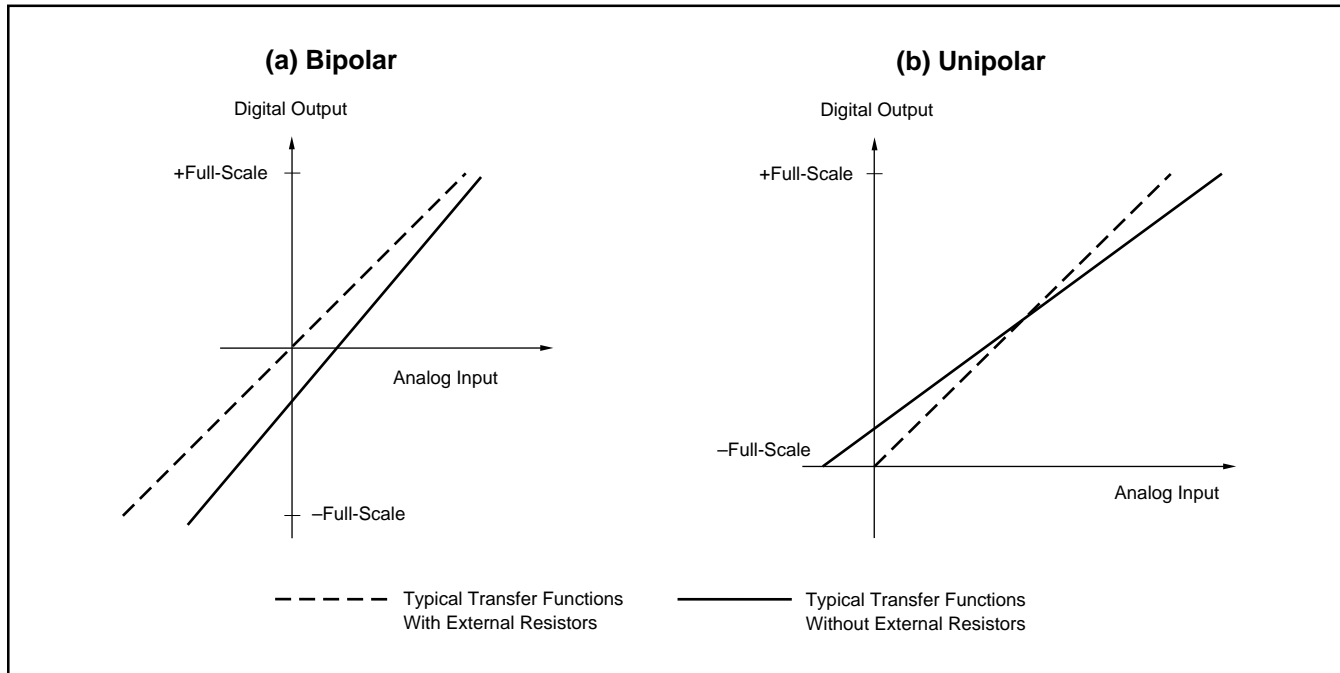 (a) Bipolar
Digital Output
+Full-Scale
Analog Input
–Full-Scale
(b) Unipolar
Digital Output
+Full-Scale
–Full-Scale
Analog Input
Typical Transfer Functions
With External Resistors
Typical Transfer Functions
Without External Resistors